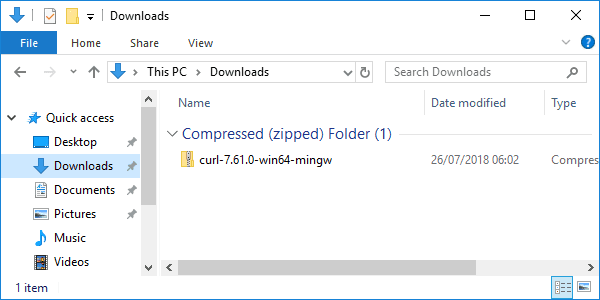 Downloads
File Home Share View
This PC Downloads Search Downloads
Name Date modified Type
Quick access
Desktop
Downloads
Documents
Pictures
Music
Videos
Compressed (zipped) Folder (1)
curl-7.61.0-win64-mingw 26/07/2018 06:02 Compres
1 item